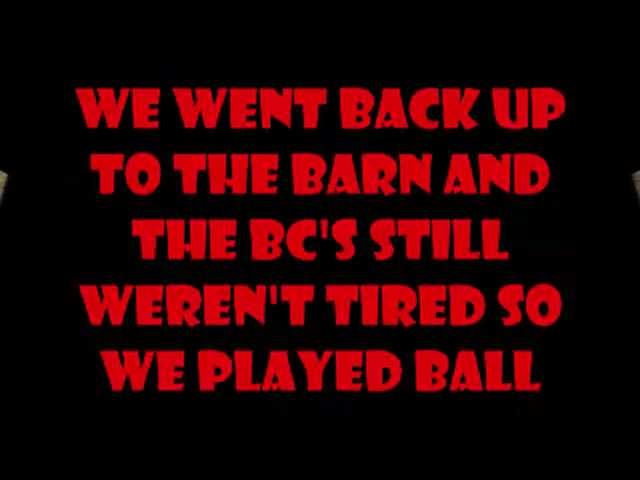 WE WENT BACK UP
TO THE BARN AND
THE BC'S STILL
WEREN'T TIRED SO
WE PLAYED BALL